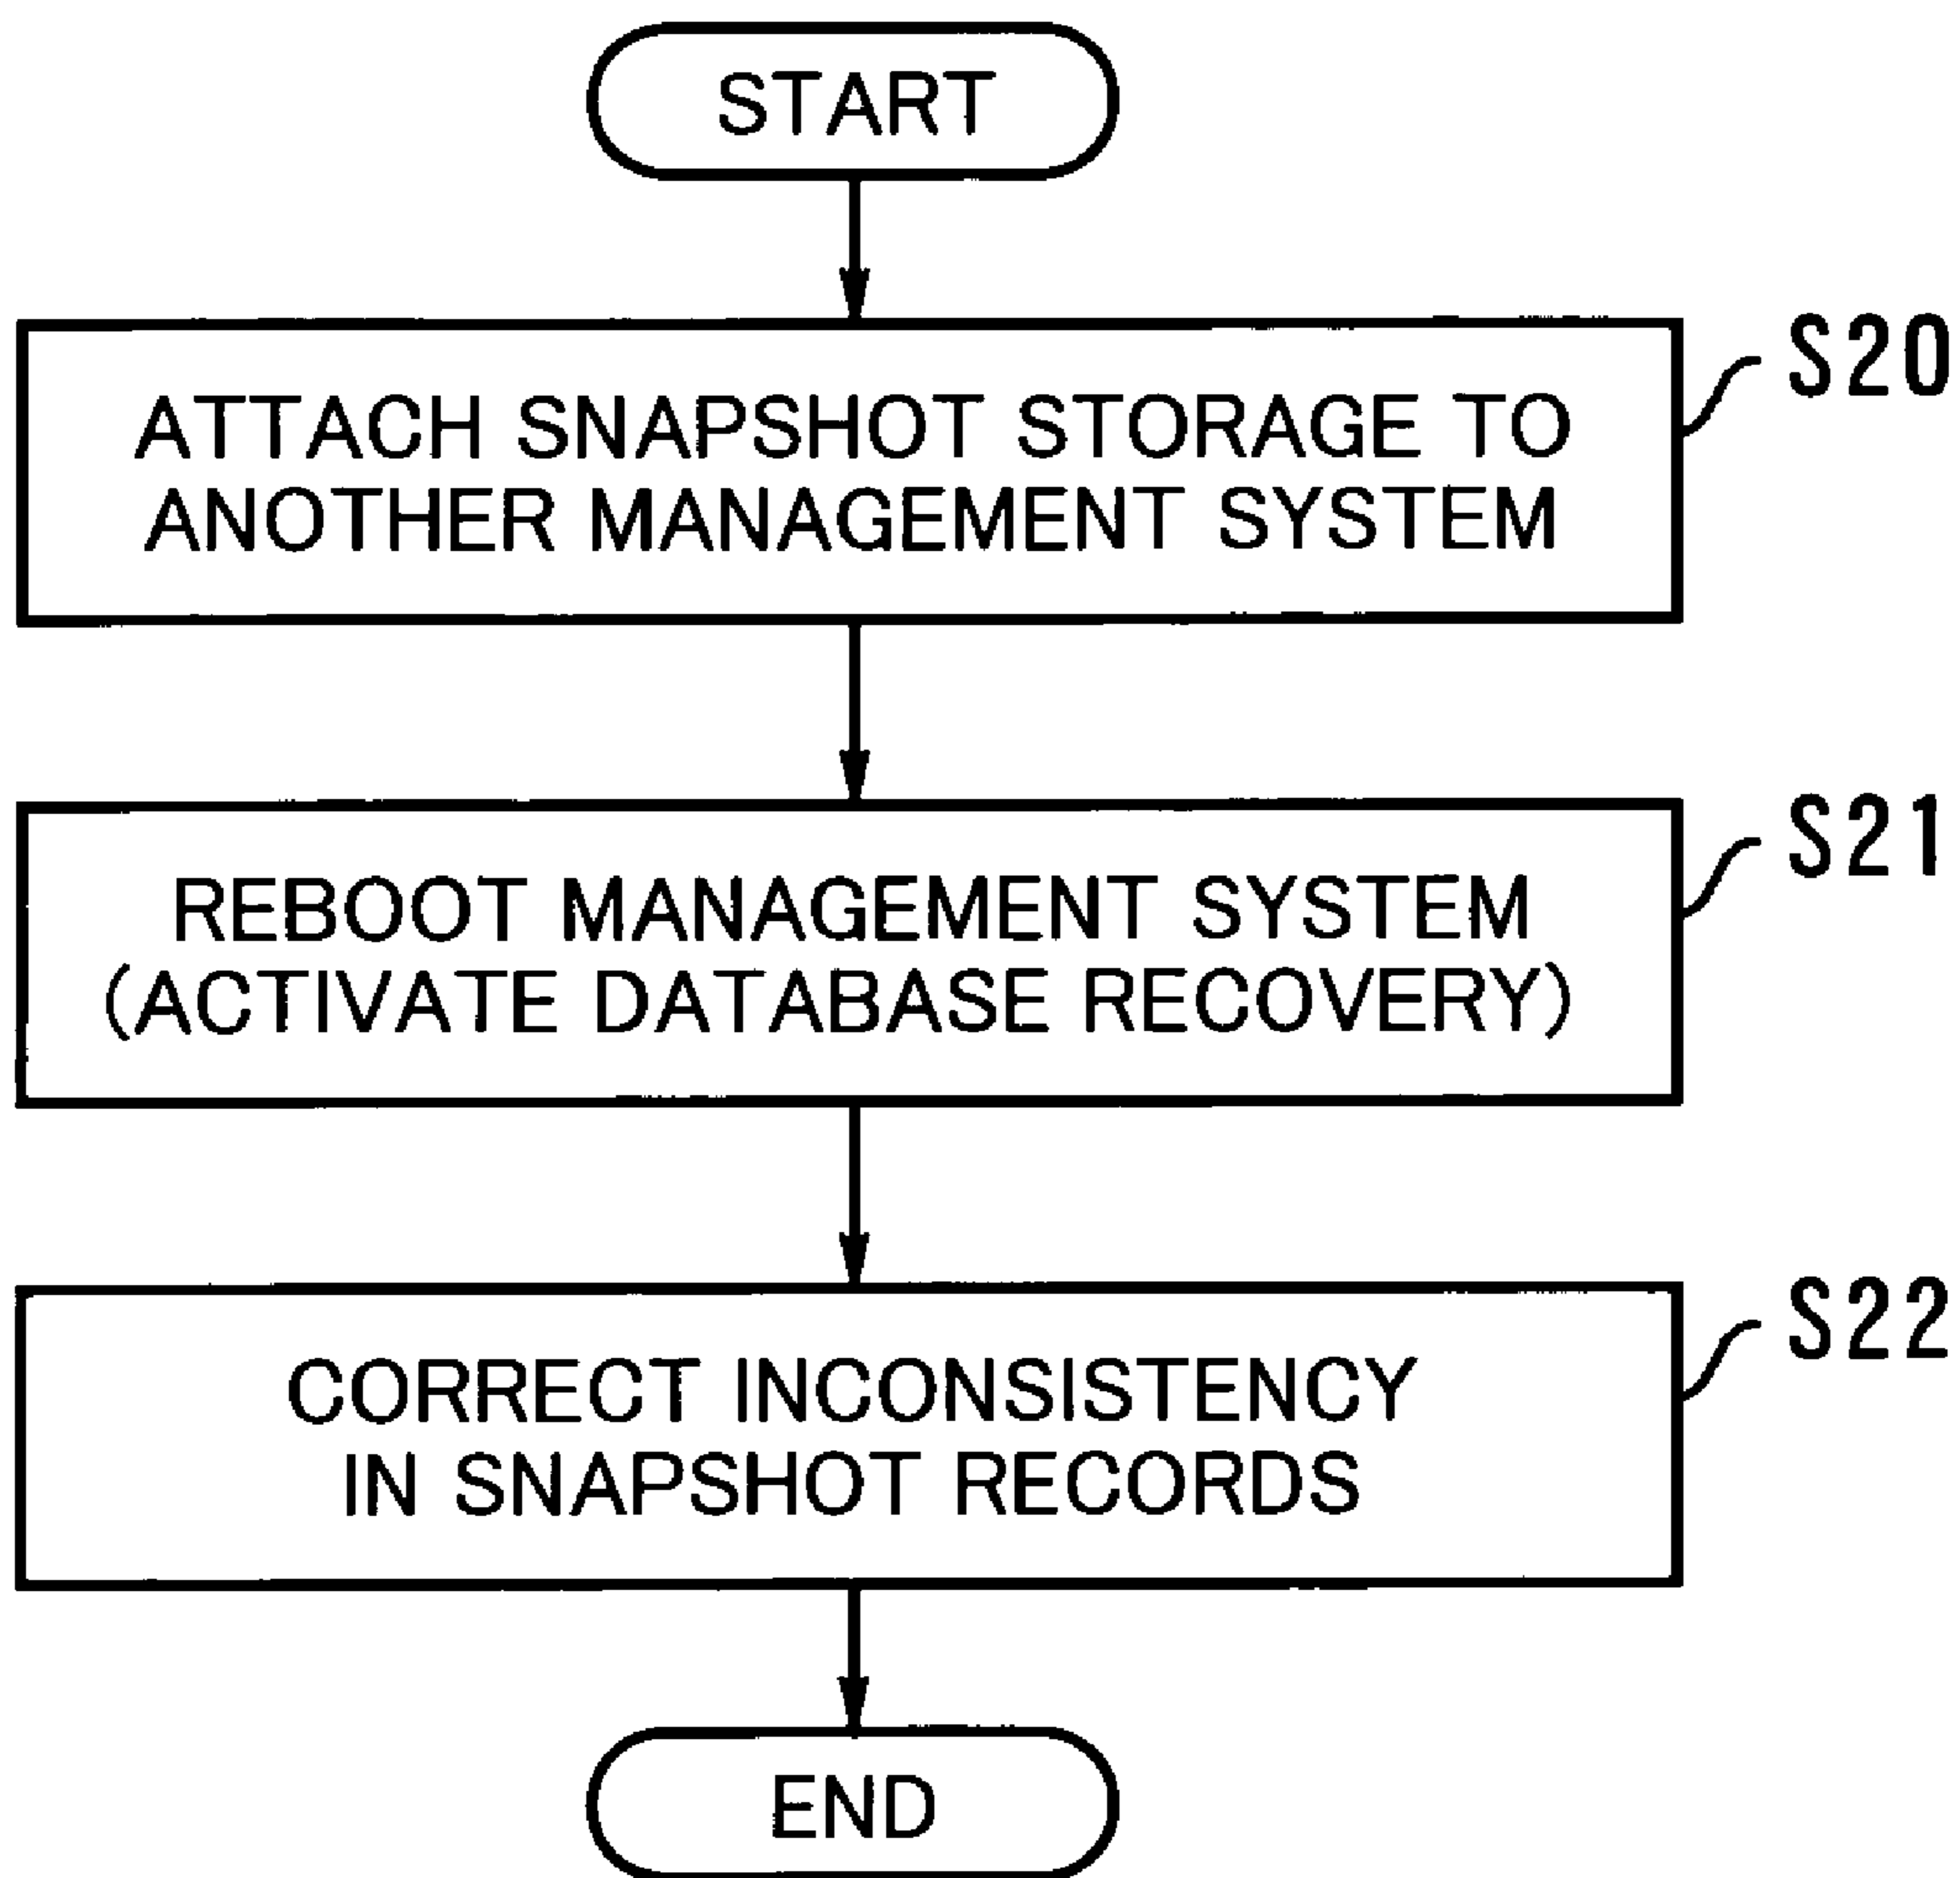 START
S20
ATTACH SNAPSHOT STORAGE TO
ANOTHER MANAGEMENT SYSTEM
S21
REBOOT MANAGEMENT SYSTEM
(ACTIVATE DATABASE RECOVERY)
S22
CORRECT INCONSISTENCY
IN SNAPSHOT RECORDS
END